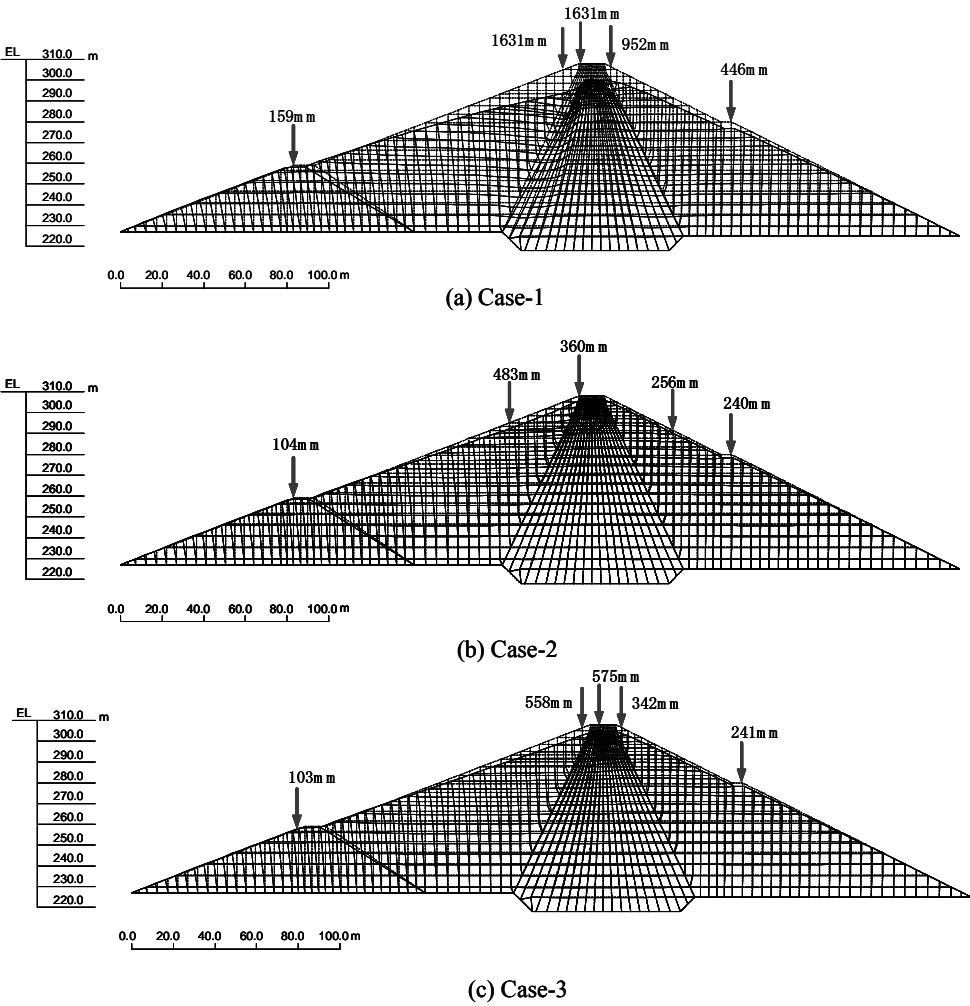 1631mm
1631mm
952mm
446mm
159mm
EL
310.0 m
300.0
290.0
280.0
270.0
260.0
250.0
240.0
230.0
220.0
0.0 20.0 40.0 60.0 80.0 100.0 m
(a) Case-1
360mm
483mm
256mm
240mm
104mm
EL
310.0 m
300.0
290.0
280.0
270.0
260.0
250.0
240.0
230.0
220.0
0.0 20.0 40.0 60.0 80.0 100.0 m
(b) Case-2
575mm
558mm
342mm
241mm
103mm
EL
310.0 m
300.0
290.0
280.0
270.0
260.0
250.0
240.0
230.0
220.0
0.0 20.0 40.0 60.0 80.0 100.0 m
(c) Case-3